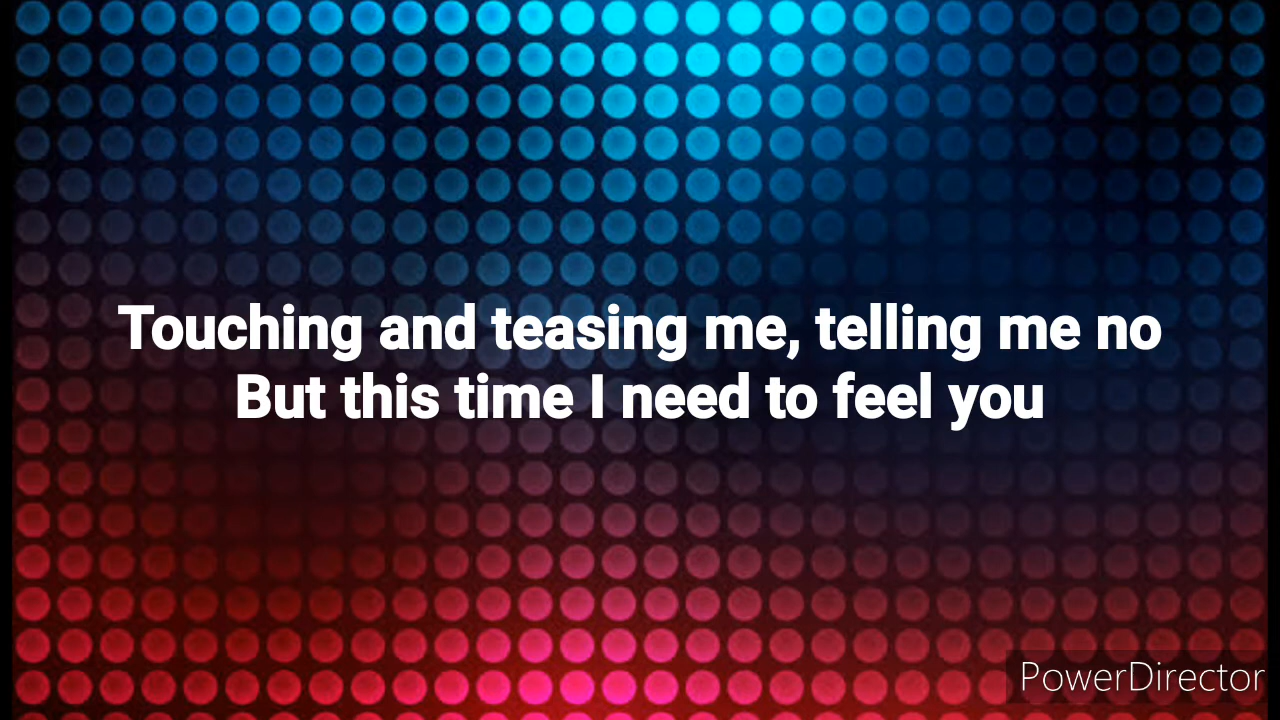 Touching and teasing me, telling me no
But this time I need to feel you
PowerDirector